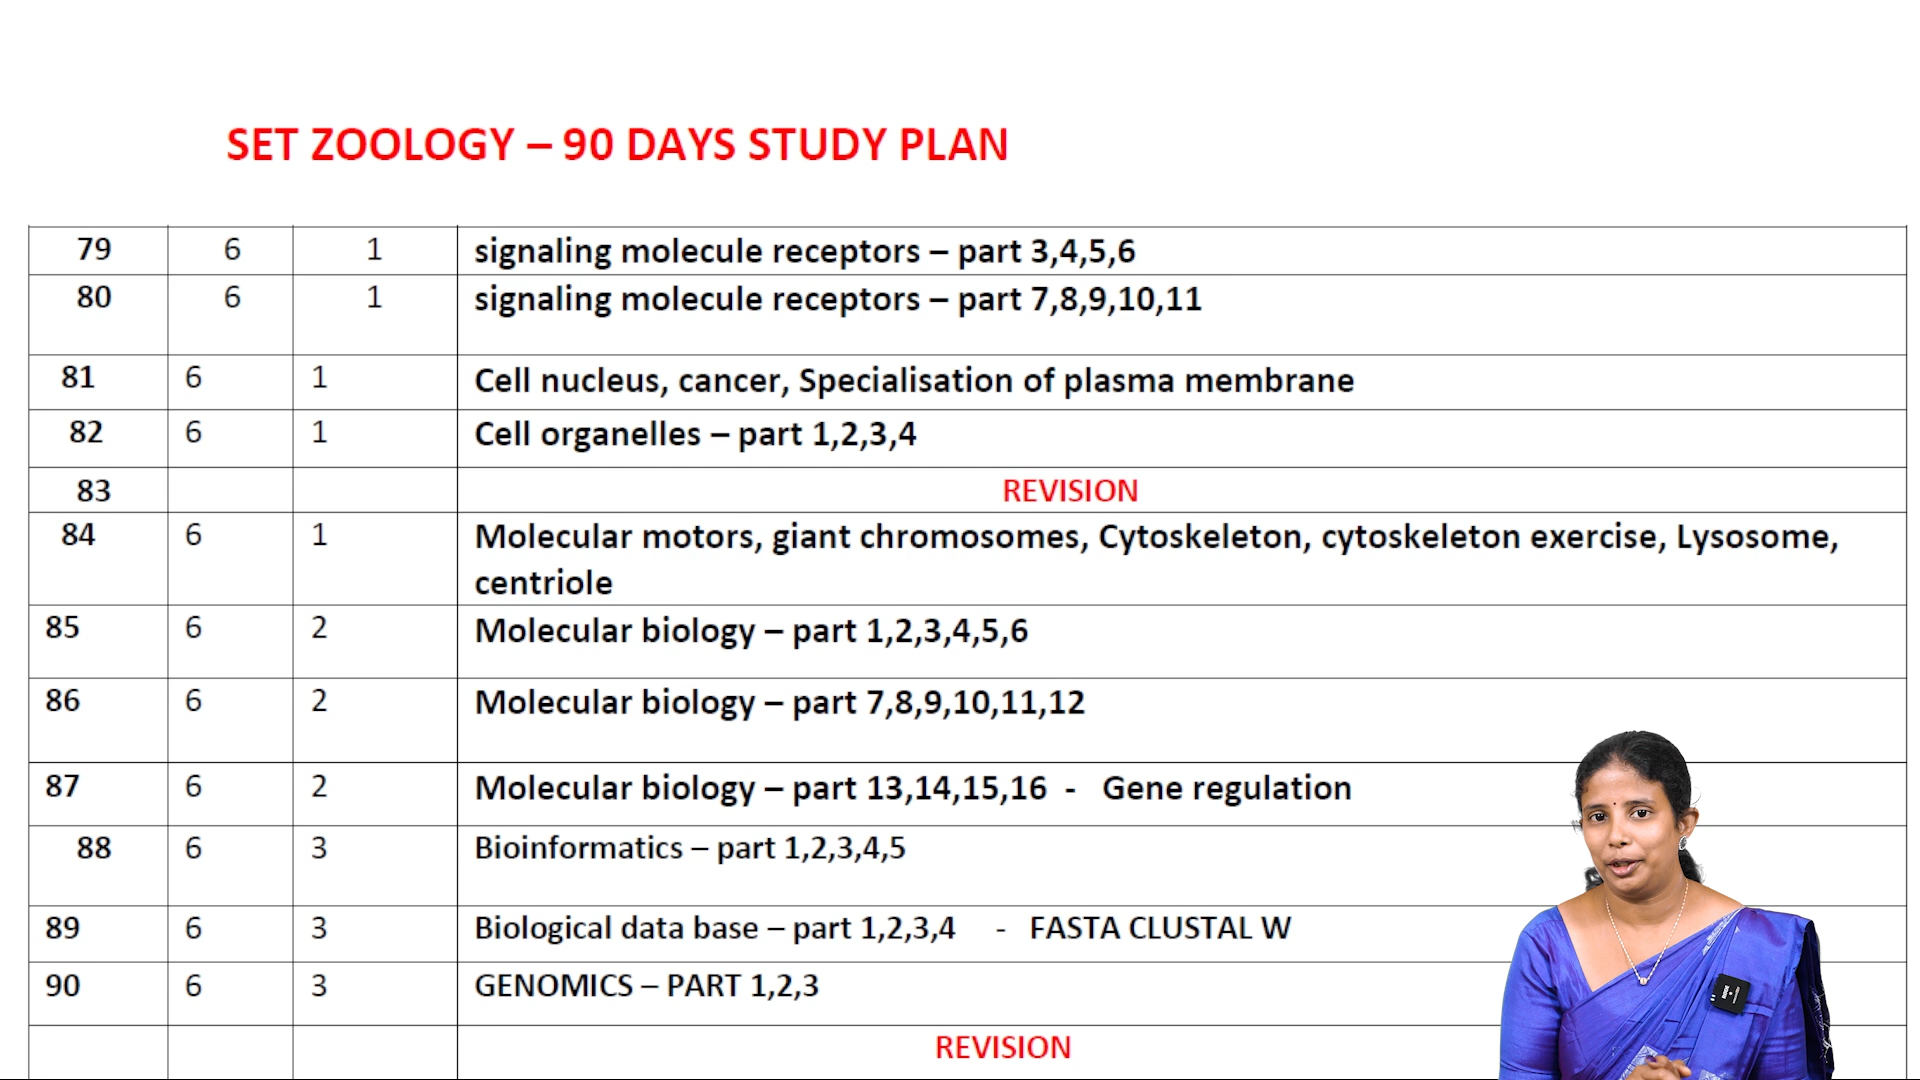 SET ZOOLOGY – 90 DAYS STUDY PLAN
79 6 1 signaling molecule receptors – part 3,4,5,6
80 6 1 signaling molecule receptors – part 7,8,9,10,11
81 6 1 Cell nucleus, cancer, Specialisation of plasma membrane
82 6 1 Cell organelles – part 1,2,3,4
83 REVISION
84 6 1 Molecular motors, giant chromosomes, Cytoskeleton, cytoskeleton exercise, Lysosome,
centriole
85 6 2 Molecular biology – part 1,2,3,4,5,6
86 6 2 Molecular biology – part 7,8,9,10,11,12
87 6 2 Molecular biology – part 13,14,15,16 - Gene regulation
88 6 3 Bioinformatics – part 1,2,3,4,5
89 6 3 Biological data base – part 1,2,3,4 - FASTA CLUSTAL W
90 6 3 GENOMICS – PART 1,2,3
REVISION